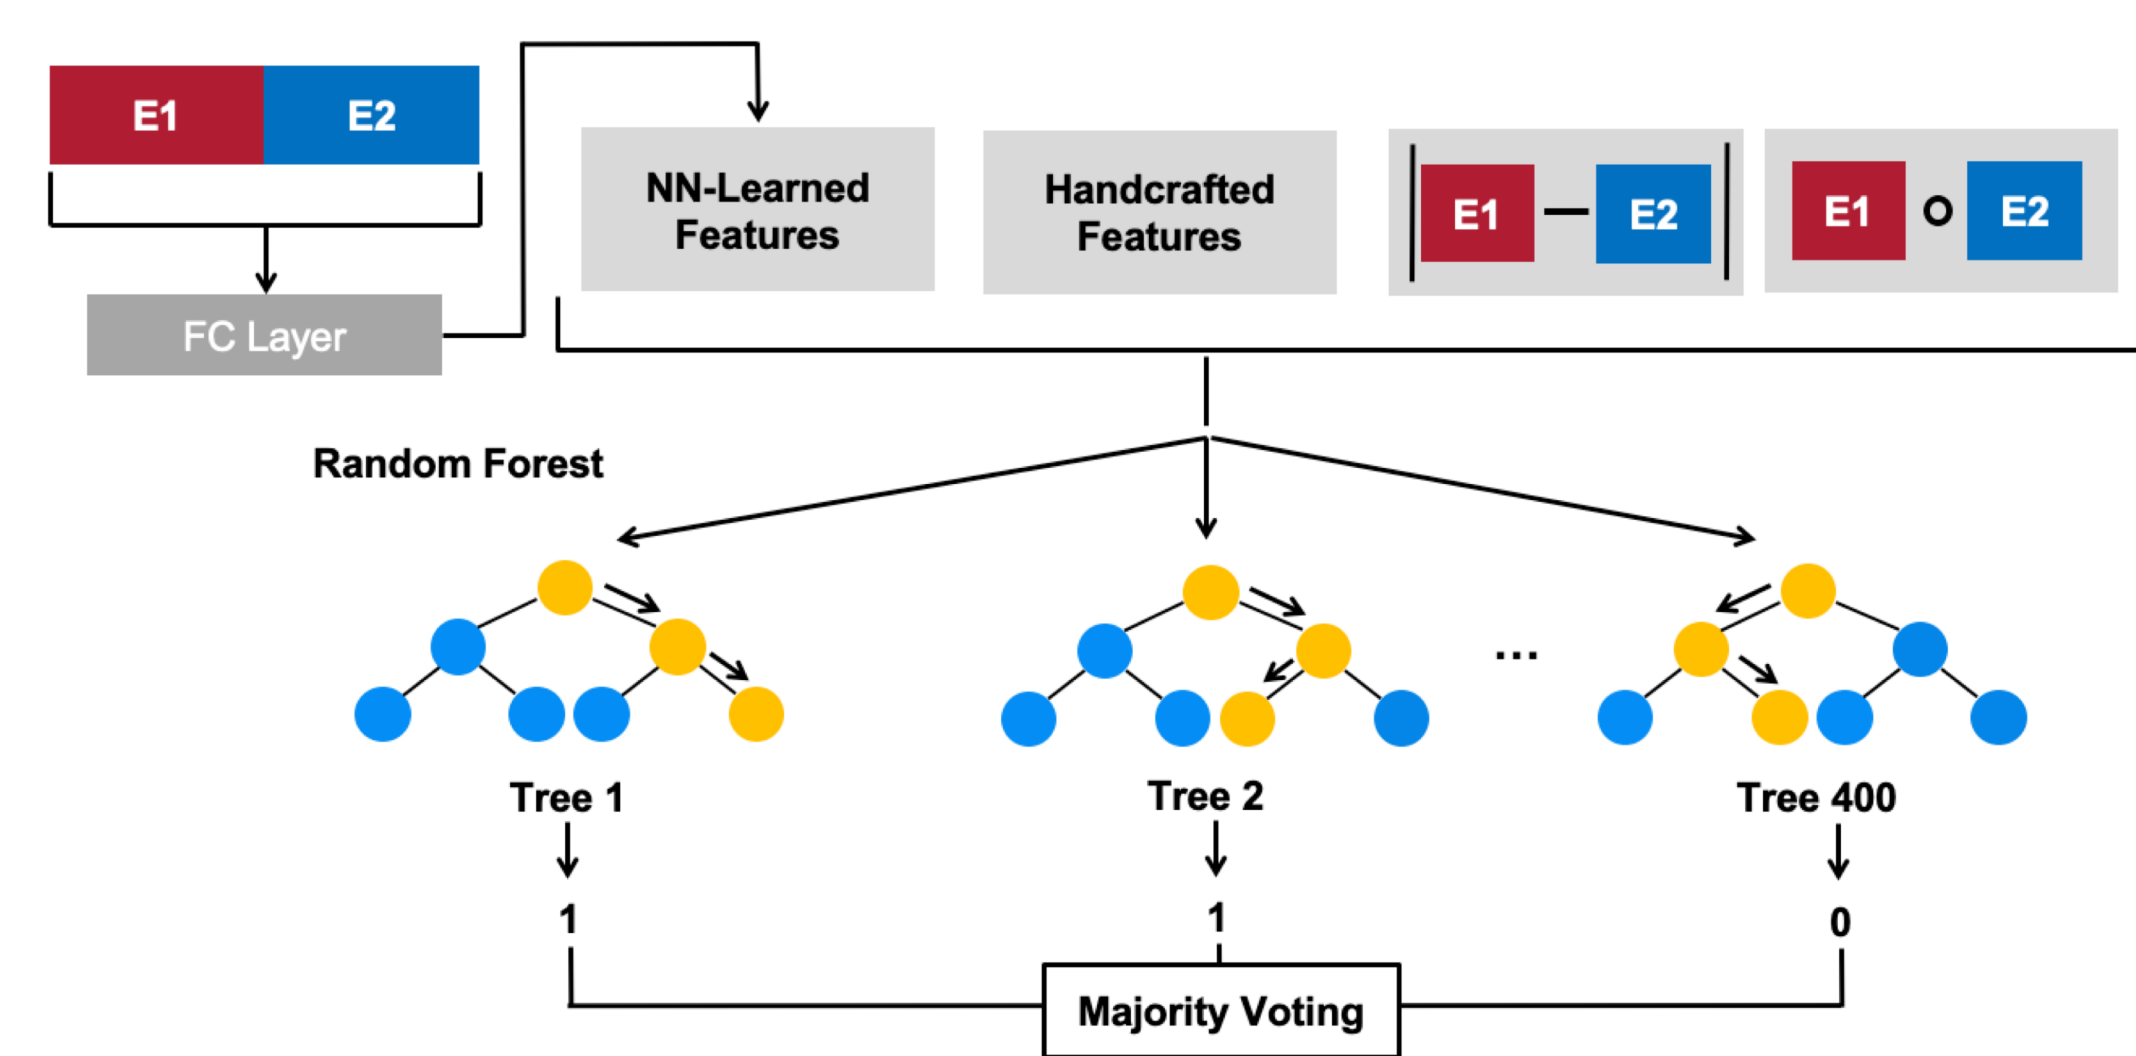 E1 E2
FC Layer
NN-Learned
Features
Handcrafted
Features
E1 — E2
E1 o E2
Random Forest
...
Tree 1
Tree 2
Tree 400
1
1
0
Majority Voting